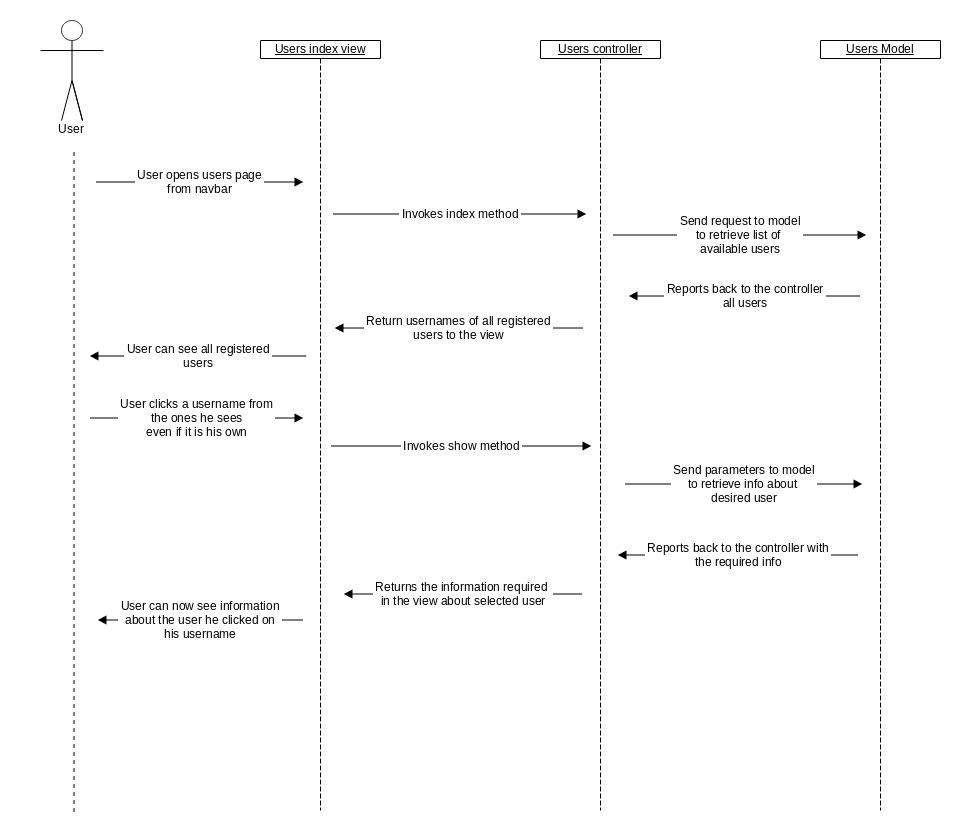 Users index view
Users controller
Users Model
User
User opens users page
from navbar
Invokes index method
Send request to model
to retrieve list of
available users
Reports back to the controller
all users
Return usernames of all registered
users to the view
User can see all registered
users
User clicks a username from
the ones he sees
even if it is his own
Invokes show method
Send parameters to model
to retrieve info about
desired user
Reports back to the controller with
the required info
Returns the information required
in the view about selected user
User can now see information
about the user he clicked on
his username